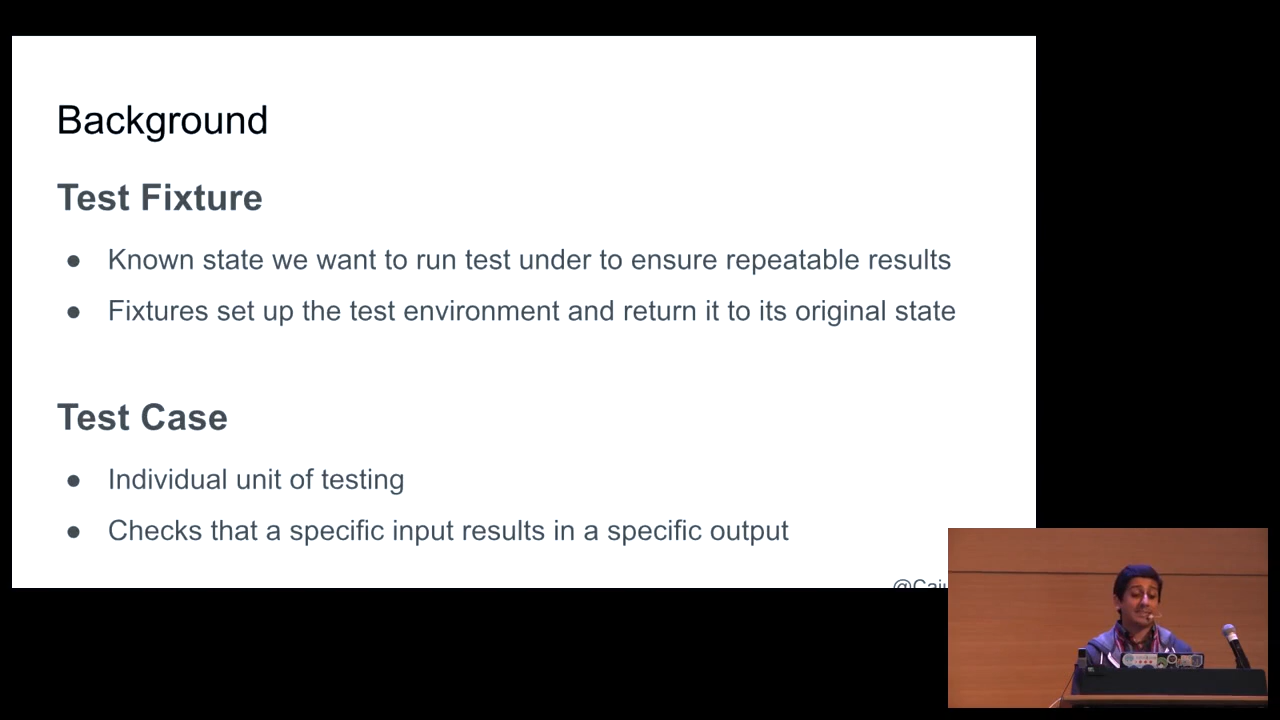 Background
Test Fixture
● Known state we want to run test under to ensure repeatable results
● Fixtures set up the test environment and return it to its original state
Test Case
● Individual unit of testing
● Checks that a specific input results in a specific output